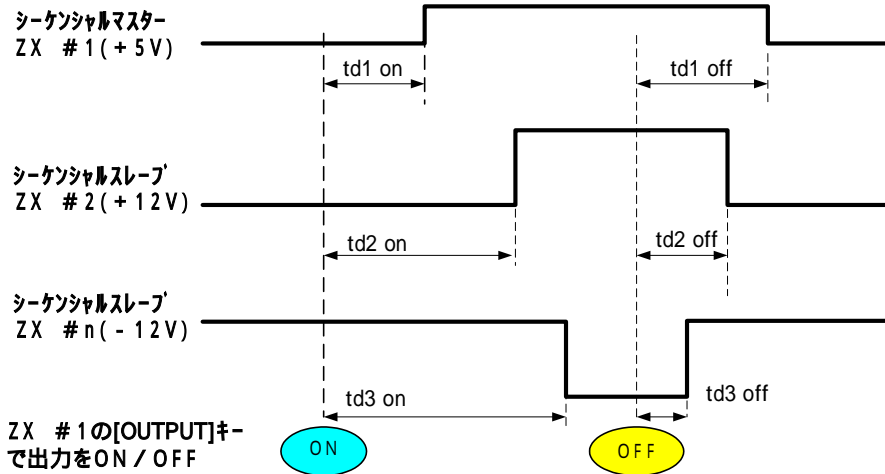 シーケンシャルマスター
ZX #1(+5V)
td1 on
td1 off
シーケンシャルスレーブ
ZX #2(+12V)
td2 on
td2 off
シーケンシャルスレーブ
ZX #n(-12V)
td3 on
td3 off
ZX #1の[OUTPUT]キー
で出力をON/OFF
ON
OFF